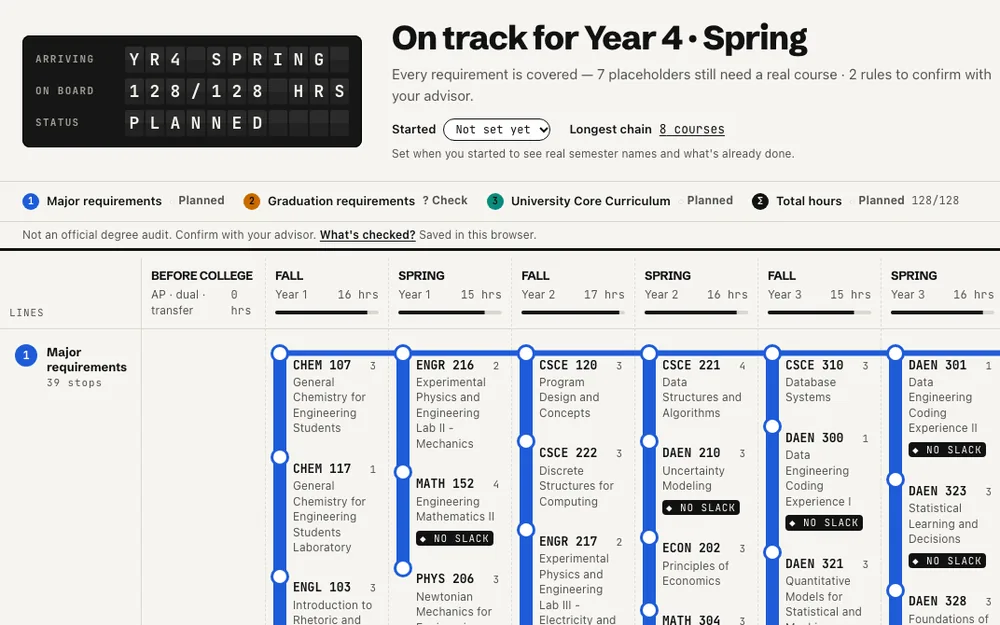 ARRIVING YR4 SPRING
ON BOARD 128/128 HRS
STATUS PLANNED
On track for Year 4 · Spring
Every requirement is covered — 7 placeholders still need a real course · 2 rules to confirm with
your advisor.
Started Not set yet Longest chain 8 courses
Set when you started to see real semester names and what's already done.
1 Major requirements · Planned 2 Graduation requirements ? Check 3 University Core Curriculum · Planned Σ Total hours · Planned 128/128
Not an official degree audit. Confirm with your advisor. What's checked? Saved in this browser.
LINES
BEFORE COLLEGE
AP · dual · transfer
0 hrs
FALL
Year 1 16 hrs
SPRING
Year 1 15 hrs
FALL
Year 2 17 hrs
SPRING
Year 2 16 hrs
FALL
Year 3 15 hrs
SPRING
Year 3 16 hrs
1 Major
requirements
39 stops
CHEM 107 3
General
Chemistry for
Engineering
Students
CHEM 117 1
General
Chemistry for
Engineering
Students
Laboratory
ENGL 103 3
Introduction to
Rhetoric and
ENGR 216 2
Experimental
Physics and
Engineering
Lab II -
Mechanics
MATH 152 4
Engineering
Mathematics II
◆ NO SLACK
PHYS 206 3
Newtonian
Mechanics for
CSCE 120 3
Program
Design and
Concepts
CSCE 222 3
Discrete
Structures for
Computing
ENGR 217 2
Experimental
Physics and
Engineering
Lab III -
Electricity and
CSCE 221 4
Data
Structures and
Algorithms
DAEN 210 3
Uncertainty
Modeling
◆ NO SLACK
ECON 202 3
Principles of
Economics
MATH 304 3
CSCE 310 3
Database
Systems
DAEN 300 1
Data
Engineering
Coding
Experience I
◆ NO SLACK
DAEN 321 3
Quantitative
Models for
Statistical and
DAEN 301 1
Data
Engineering
Coding
Experience II
◆ NO SLACK
DAEN 323 3
Statistical
Learning and
Decisions
◆ NO SLACK
DAEN 328 3
Foundations of